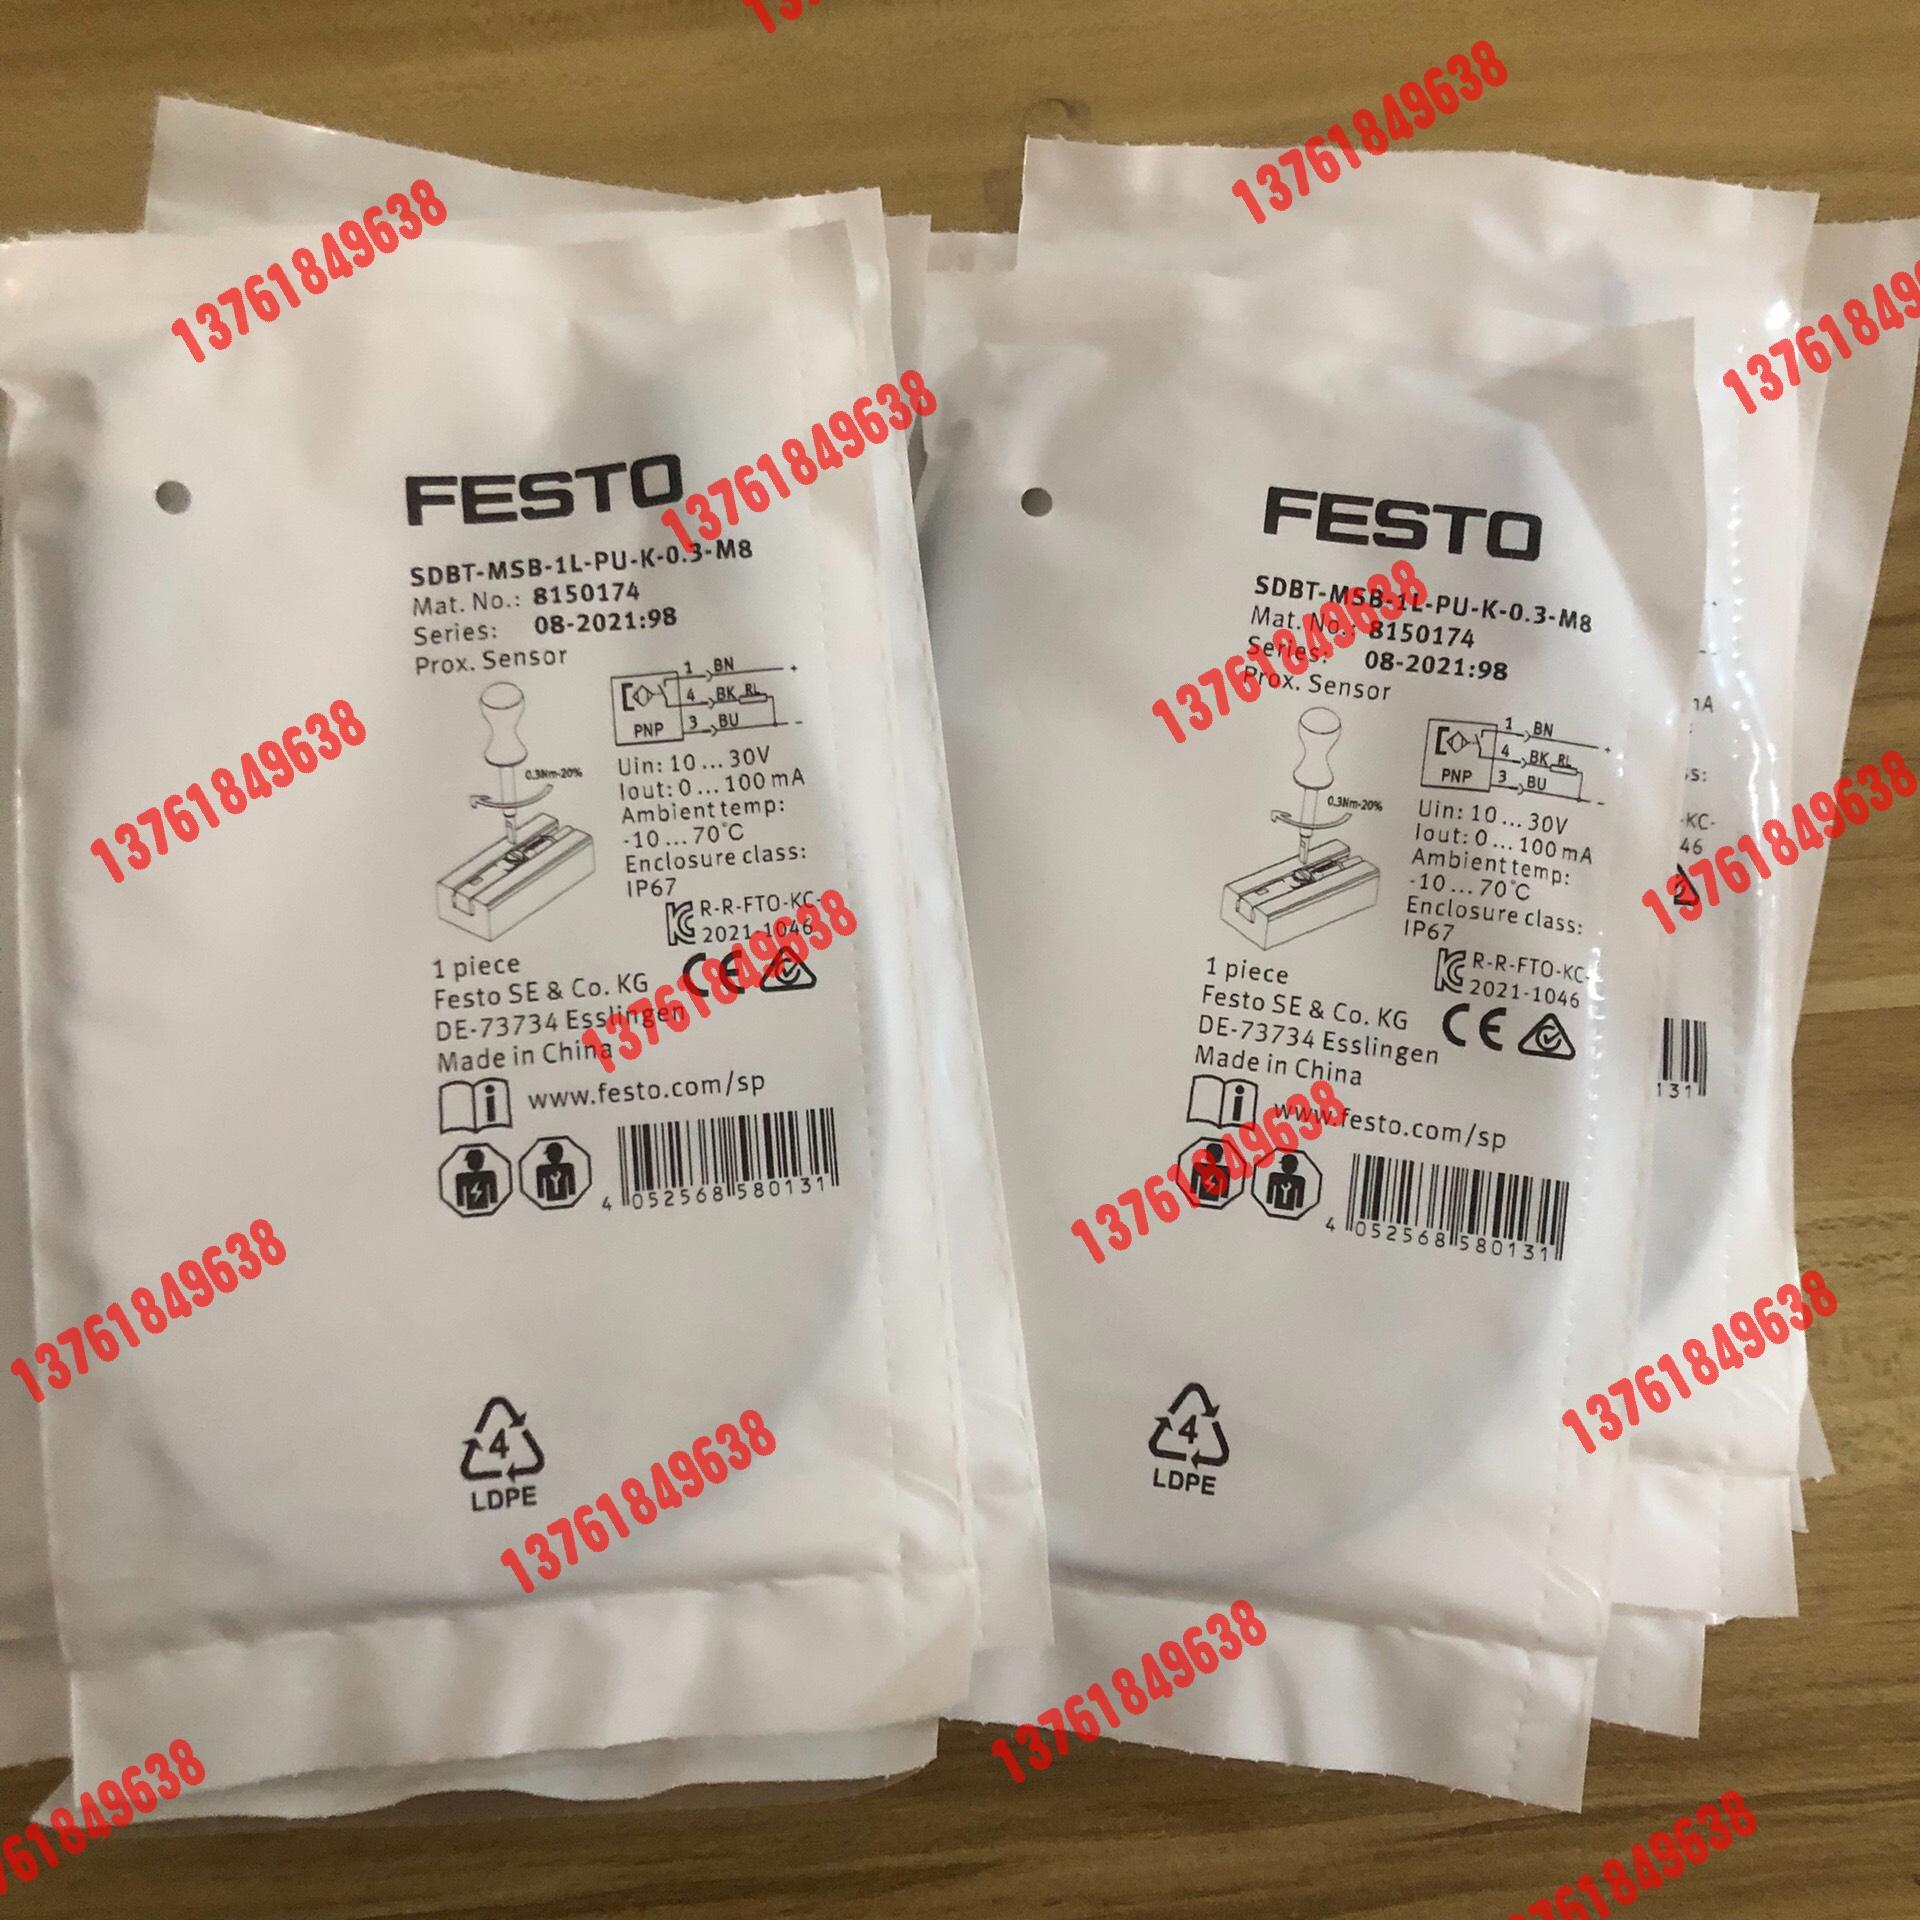 FESTO
SDBT-MSB-1L-PU-K-0.3-M8
Mat. No.: 8150174
Series: 08-2021:98
Prox. Sensor
1 BN +
4 BK RL
PNP 3 BU -
0.3Nm-20%
Uin: 10...30V
Iout: 0...100 mA
Ambient temp:
-10...70°C
Enclosure class:
IP67
R-R-FTO-KC-
2021-1046
CE
1 piece
Festo SE & Co. KG
DE-73734 Esslingen
Made in China
www.festo.com/sp
4 052568 580131
4
LDPE
FESTO
SDBT-MSB-1L-PU-K-0.3-M8
Mat. No.: 8150174
Series: 08-2021:98
Prox. Sensor
1 BN +
4 BK RL
PNP 3 BU -
0.3Nm-20%
Uin: 10...30V
Iout: 0...100 mA
Ambient temp:
-10...70°C
Enclosure class:
IP67
R-R-FTO-KC-
2021-1046
CE
1 piece
Festo SE & Co. KG
DE-73734 Esslingen
Made in China
www.festo.com/sp
4 052568 580131
4
LDPE
-KC-
46
131
13761849638
13761849638
13761849638
13761849638
13761849638
13761849638
13761849638
13761849638
13761849638
13761849638
13761849638
13761849638
13761849638